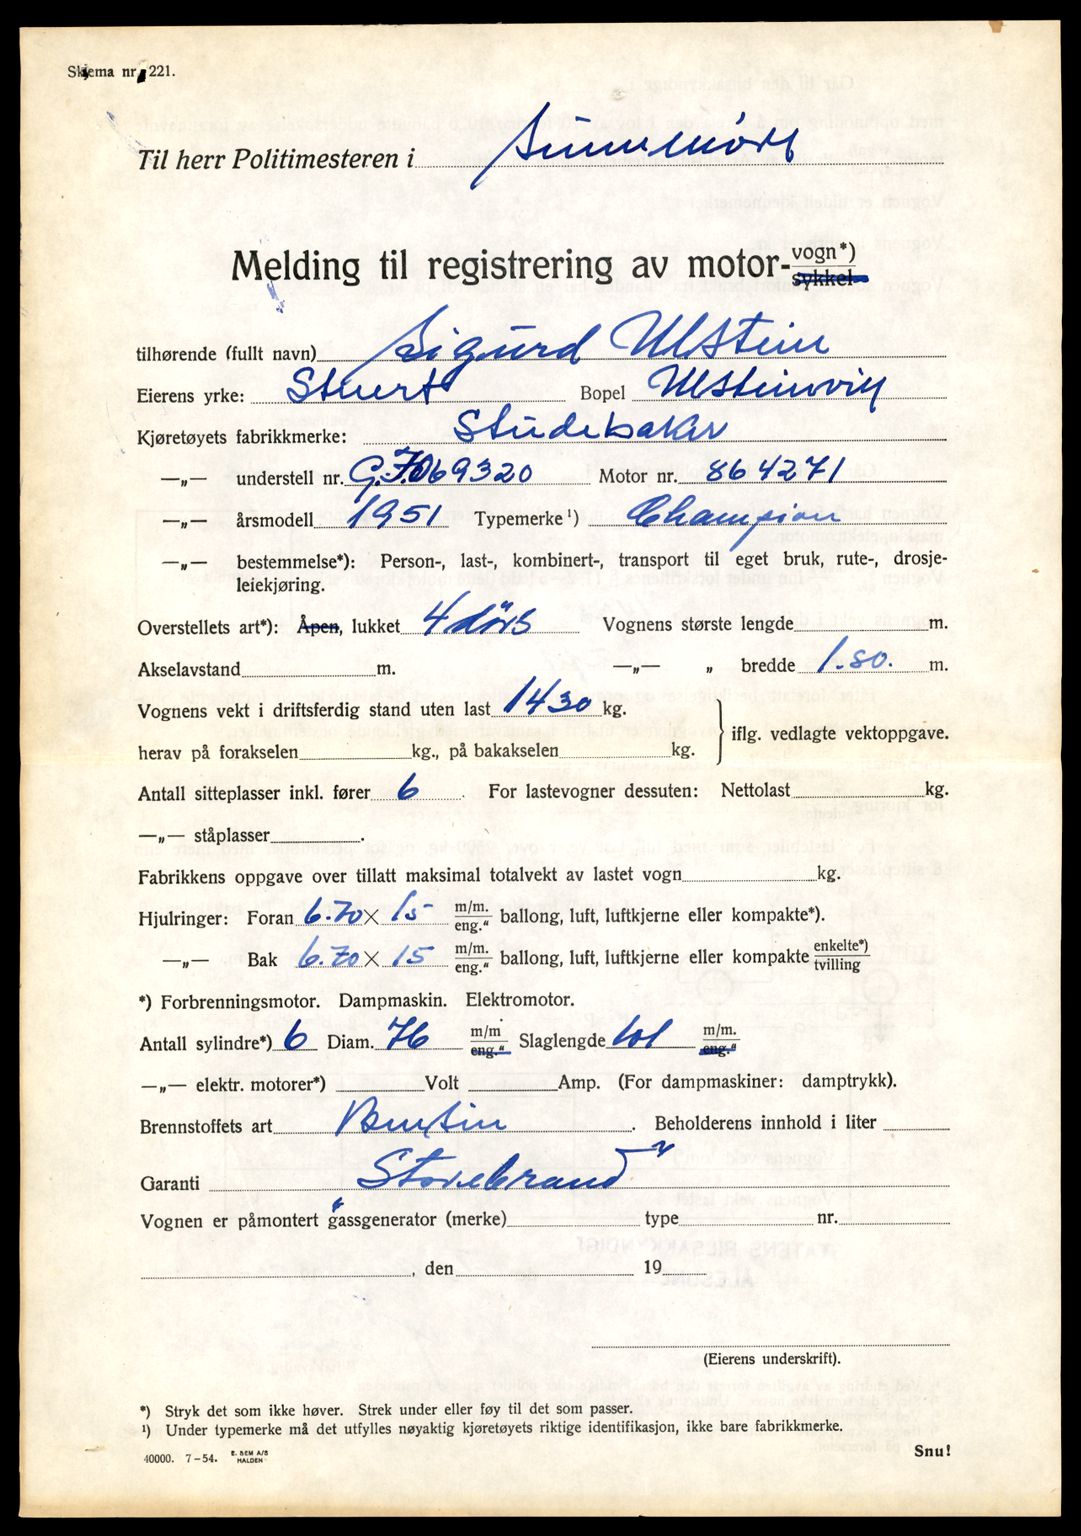 Skjema nr. 221.
Til herr Politimesteren i Sunnmøre
Melding til registrering av motor-vogn*)
sykkel
tilhørende (fullt navn) Sigurd Ulstein
Eierens yrke: Stuert Bopel Ulsteinvik
Kjøretøyets fabrikkmerke: Studebaker
—„— understell nr. G.7069320 Motor nr. 864271
—„— årsmodell 1951 Typemerke ¹) Champion
—„— bestemmelse*): Person-, last-, kombinert-, transport til eget bruk, rute-, drosje-
leiekjøring.
Overstellets art*): Åpen, lukket 4 dörs Vognens største lengde m.
Akselavstand m. —„— „ bredde 1.80. m.
Vognens vekt i driftsferdig stand uten last 1430 kg.
herav på forakselen kg., på bakakselen kg. iflg. vedlagte vektoppgave.
Antall sitteplasser inkl. fører 6. For lastevogner dessuten: Nettolast kg.
—„— ståplasser .
Fabrikkens oppgave over tillatt maksimal totalvekt av lastet vogn kg.
Hjulringer: Foran 6.70 × 15 m/m. eng." ballong, luft, luftkjerne eller kompakte*).
—„— Bak 6.70 × 15 m/m. eng." ballong, luft, luftkjerne eller kompakte enkelte*) tvilling
*) Forbrenningsmotor. Dampmaskin. Elektromotor.
Antall sylindre*) 6 Diam. 76 m/m eng." Slaglengde 101 m/m. eng."
—„— elektr. motorer*) Volt Amp. (For dampmaskiner: damptrykk).
Brennstoffets art Bensin . Beholderens innhold i liter
Garanti Storebrand
Vognen er påmontert gassgenerator (merke) type nr.
, den 19
(Eierens underskrift).
*) Stryk det som ikke høver. Strek under eller føy til det som passer.
¹) Under typemerke må det utfylles nøyaktig kjøretøyets riktige identifikasjon, ikke bare fabrikkmerke.
40000. 7-54. E. SEM A/S HALDEN
Snu!